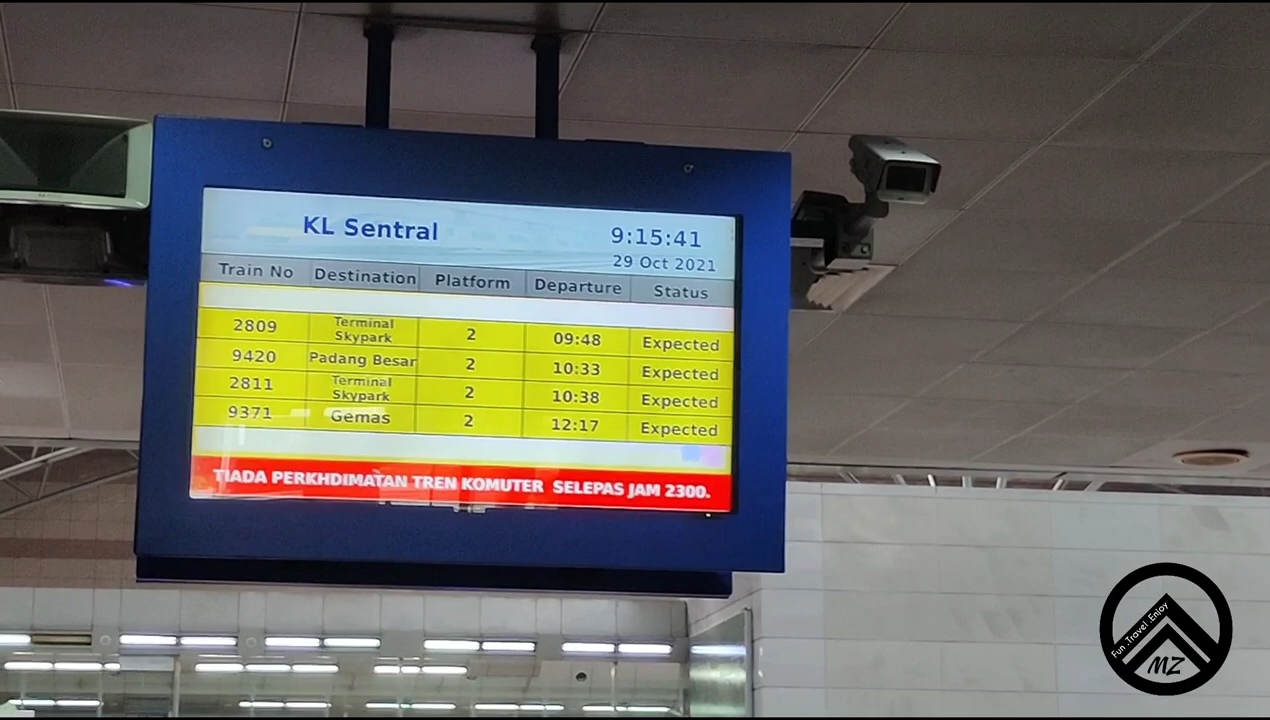 KL Sentral
9:15:41
29 Oct 2021
Train No Destination Platform Departure Status
2809 Terminal Skypark 2 09:48 Expected
9420 Padang Besar 2 10:33 Expected
2811 Terminal Skypark 2 10:38 Expected
9371 Gemas 2 12:17 Expected
TIADA PERKHDIMATAN TREN KOMUTER SELEPAS JAM 2300.
Fun .Travel .Enjoy
MZ